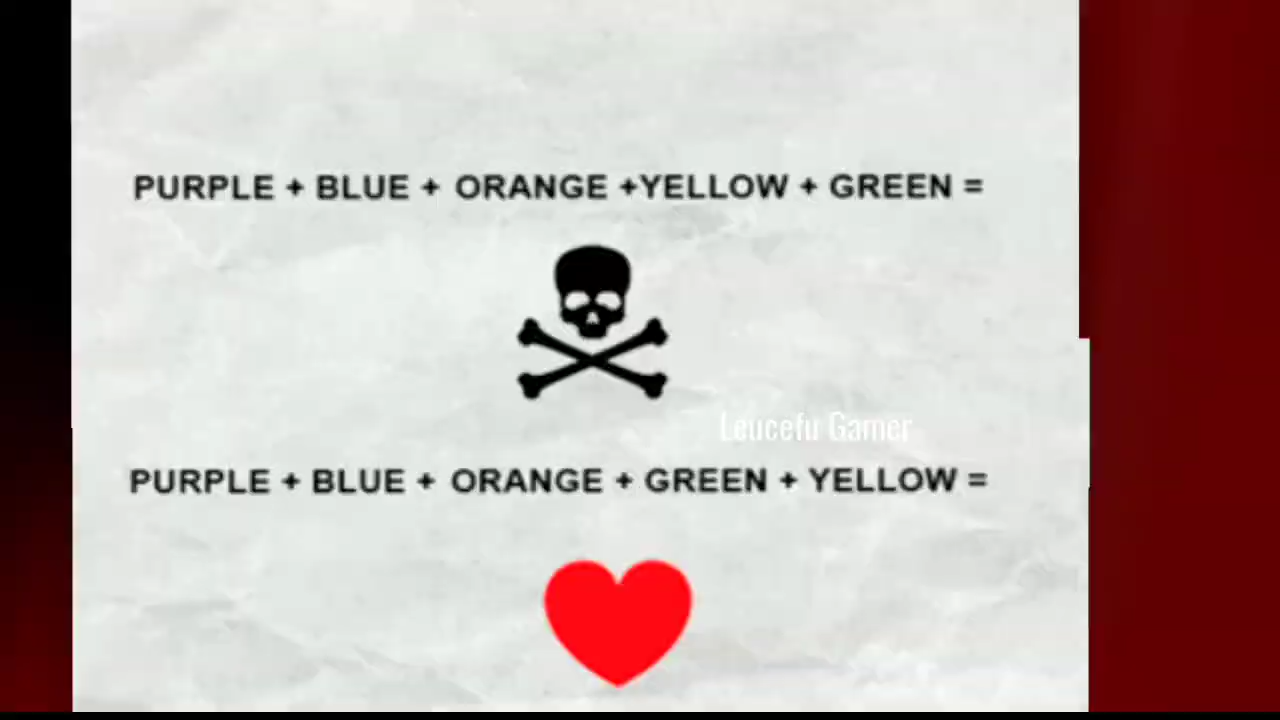 PURPLE + BLUE + ORANGE +YELLOW + GREEN =
Leucefu Gamer
PURPLE + BLUE + ORANGE + GREEN + YELLOW =